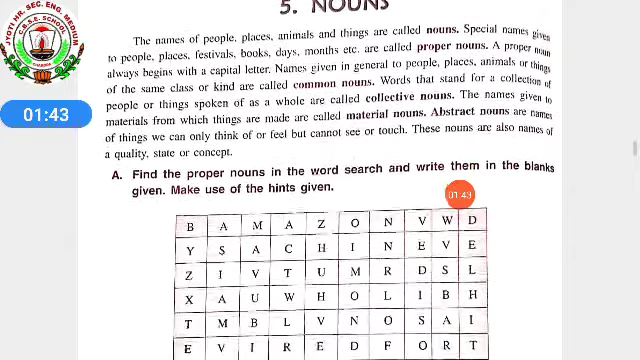 JYOTI HR. SEC. ENG. MEDIUM
C.B.S.E. SCHOOL
01:43
5. NOUNS
The names of people, places, animals and things are called nouns. Special names given
to people, places, festivals, books, days, months etc. are called proper nouns. A proper noun
always begins with a capital letter. Names given in general to people, places, animals or things
of the same class or kind are called common nouns. Words that stand for a collection of
people or things spoken of as a whole are called collective nouns. The names given to
materials from which things are made are called material nouns. Abstract nouns are names
of things we can only think of or feel but cannot see or touch. These nouns are also names of
a quality, state or concept.
A. Find the proper nouns in the word search and write them in the blanks
given. Make use of the hints given.
01:43
B A M A Z O N V W D
Y S A C H I N E V E
Z I V T U M R D S L
X A U W H O L I B H
T M B L V N O S A I
E V I R E D F O R T